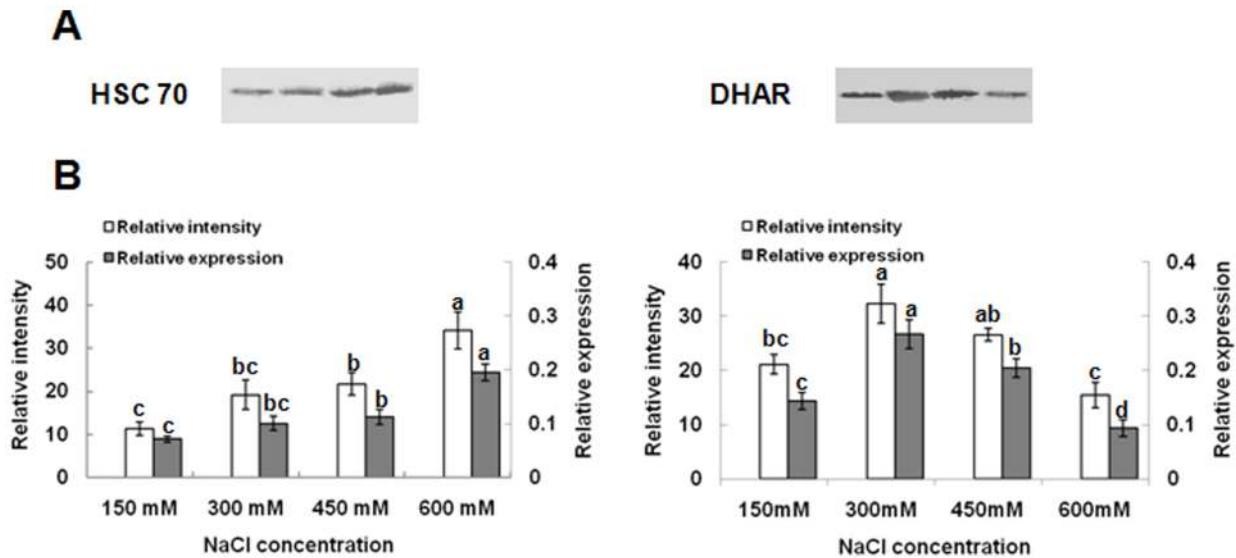 A
HSC 70
DHAR
B
Relative intensity
Relative expression
50
40
30
20
10
0
Relative intensity
0.4
0.3
0.2
0.1
0
Relative expression
c c
bc bc
b b
a a
150 mM 300 mM 450 mM 600 mM
NaCl concentration
Relative intensity
Relative expression
40
30
20
10
0
Relative intensity
0.4
0.3
0.2
0.1
0
Relative expression
bc c
a a
ab b
c d
150mM 300mM 450mM 600mM
NaCl concentration